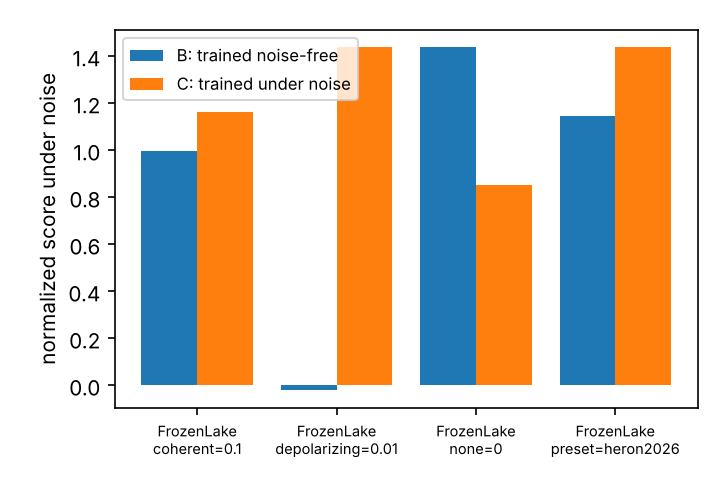 B: trained noise-free
C: trained under noise
normalized score under noise
1.4
1.2
1.0
0.8
0.6
0.4
0.2
0.0
FrozenLake
coherent=0.1
FrozenLake
depolarizing=0.01
FrozenLake
none=0
FrozenLake
preset=heron2026